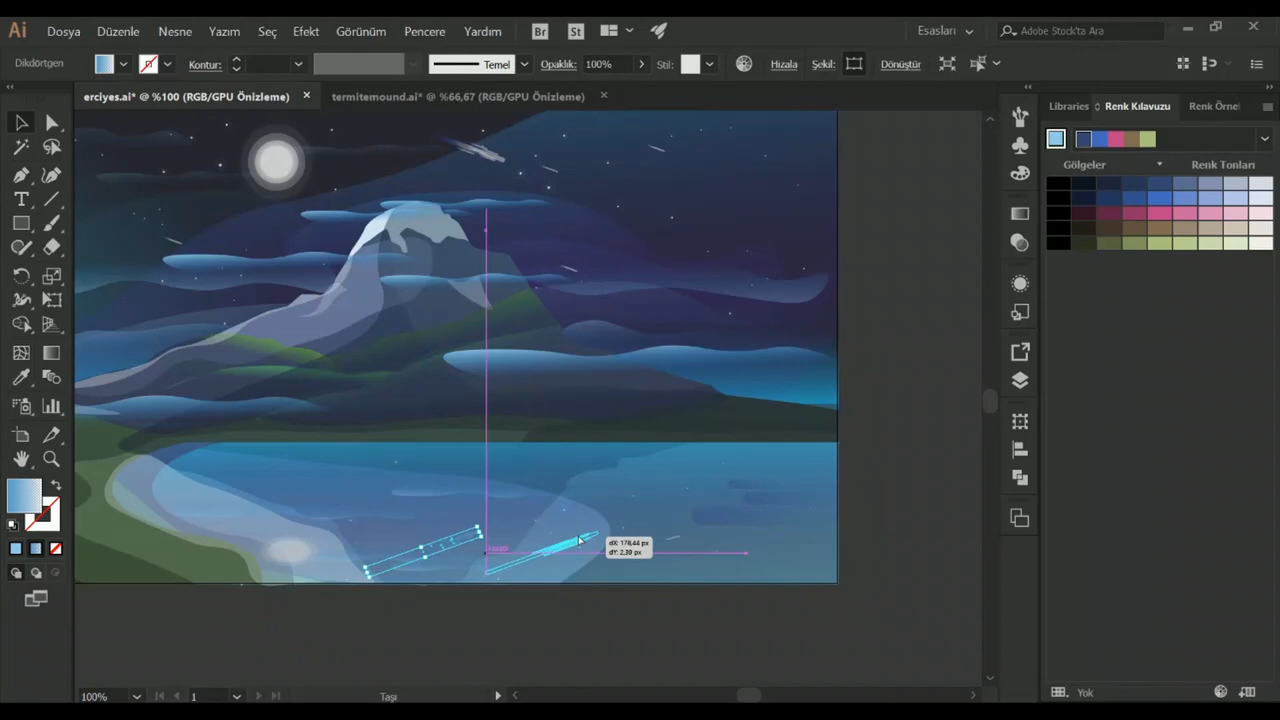 Ai Dosya Düzenle Nesne Yazım Seç Efekt Görünüm Pencere Yardım Br St Esasları Adobe Stock'ta Ara
Dikdörtgen Kontur: Temel Opaklık: 100% Stil: Hizala Şekil: Dönüştür
erciyes.ai* @ %100 (RGB/GPU Önizleme) × termitemound.ai* @ %66,67 (RGB/GPU Önizleme) ×
Libraries Renk Kılavuzu Renk Örnel
Gölgeler Renk Tonları
dX: 178,44 px
dY: 2,39 px
100% 1 Taşı Yok